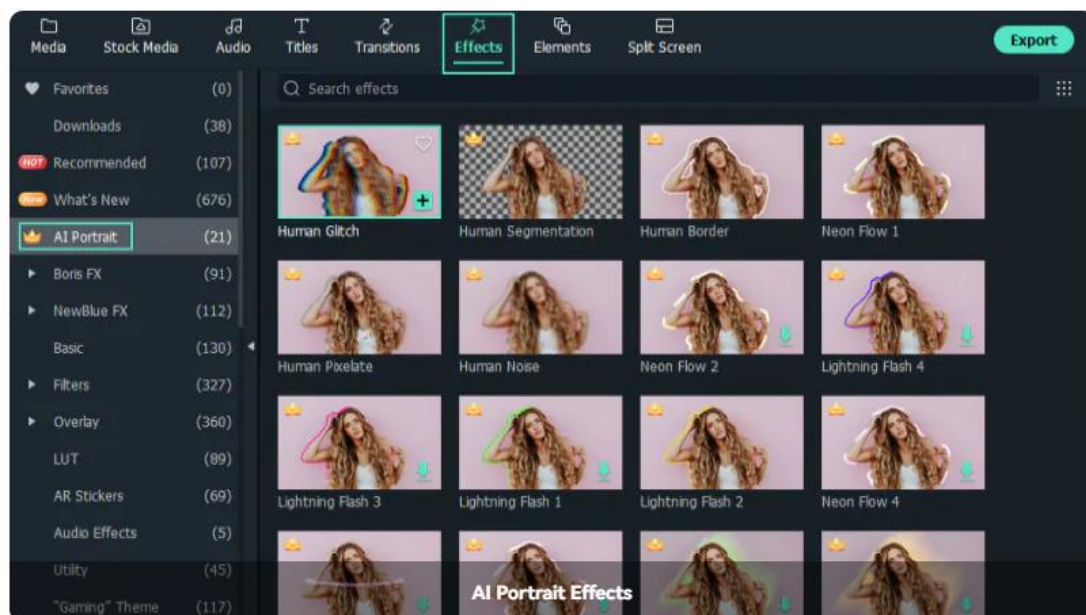 Media Stock Media Audio Titles Transitions Effects Elements Split Screen Export
Favorites (0)
Search effects
Downloads (38)
HOT Recommended (107)
New What's New (676)
AI Portrait (21)
Boris FX (91)
NewBlue FX (112)
Basic (130)
Filters (327)
Overlay (360)
LUT (89)
AR Stickers (69)
Audio Effects (5)
Utility (45)
"Gaming" Theme (117)
Human Glitch Human Segmentation Human Border Neon Flow 1
Human Pixelate Human Noise Neon Flow 2 Lightning Flash 4
Lightning Flash 3 Lightning Flash 1 Lightning Flash 2 Neon Flow 4
AI Portrait Effects